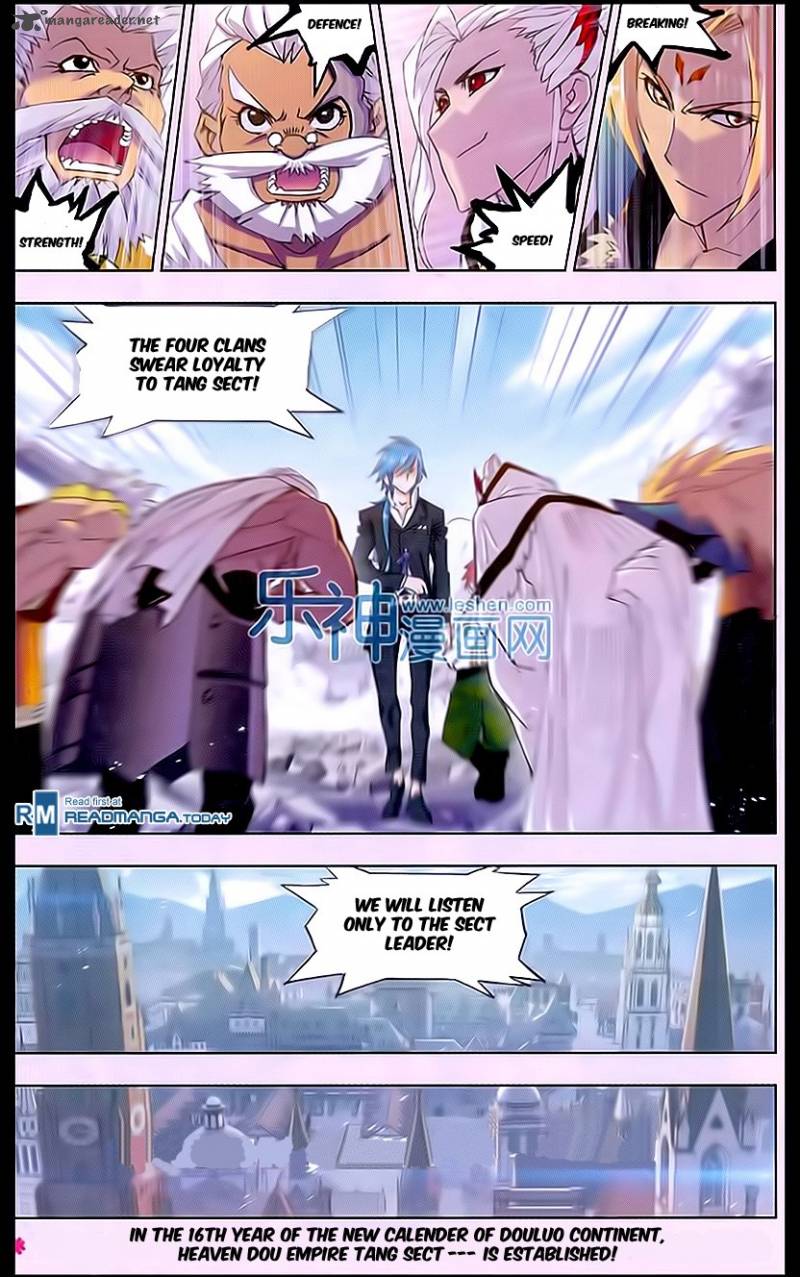 mangareader.net
STRENGTH!
DEFENCE!
SPEED!
BREAKING!
THE FOUR CLANS
SWEAR LOYALTY
TO TANG SECT!
www.leshen.com
乐神漫画网
RM
Read first at
READMANGA.TODAY
WE WILL LISTEN
ONLY TO THE SECT
LEADER!
IN THE 16TH YEAR OF THE NEW CALENDER OF DOULUO CONTINENT,
HEAVEN DOU EMPIRE TANG SECT --- IS ESTABLISHED!